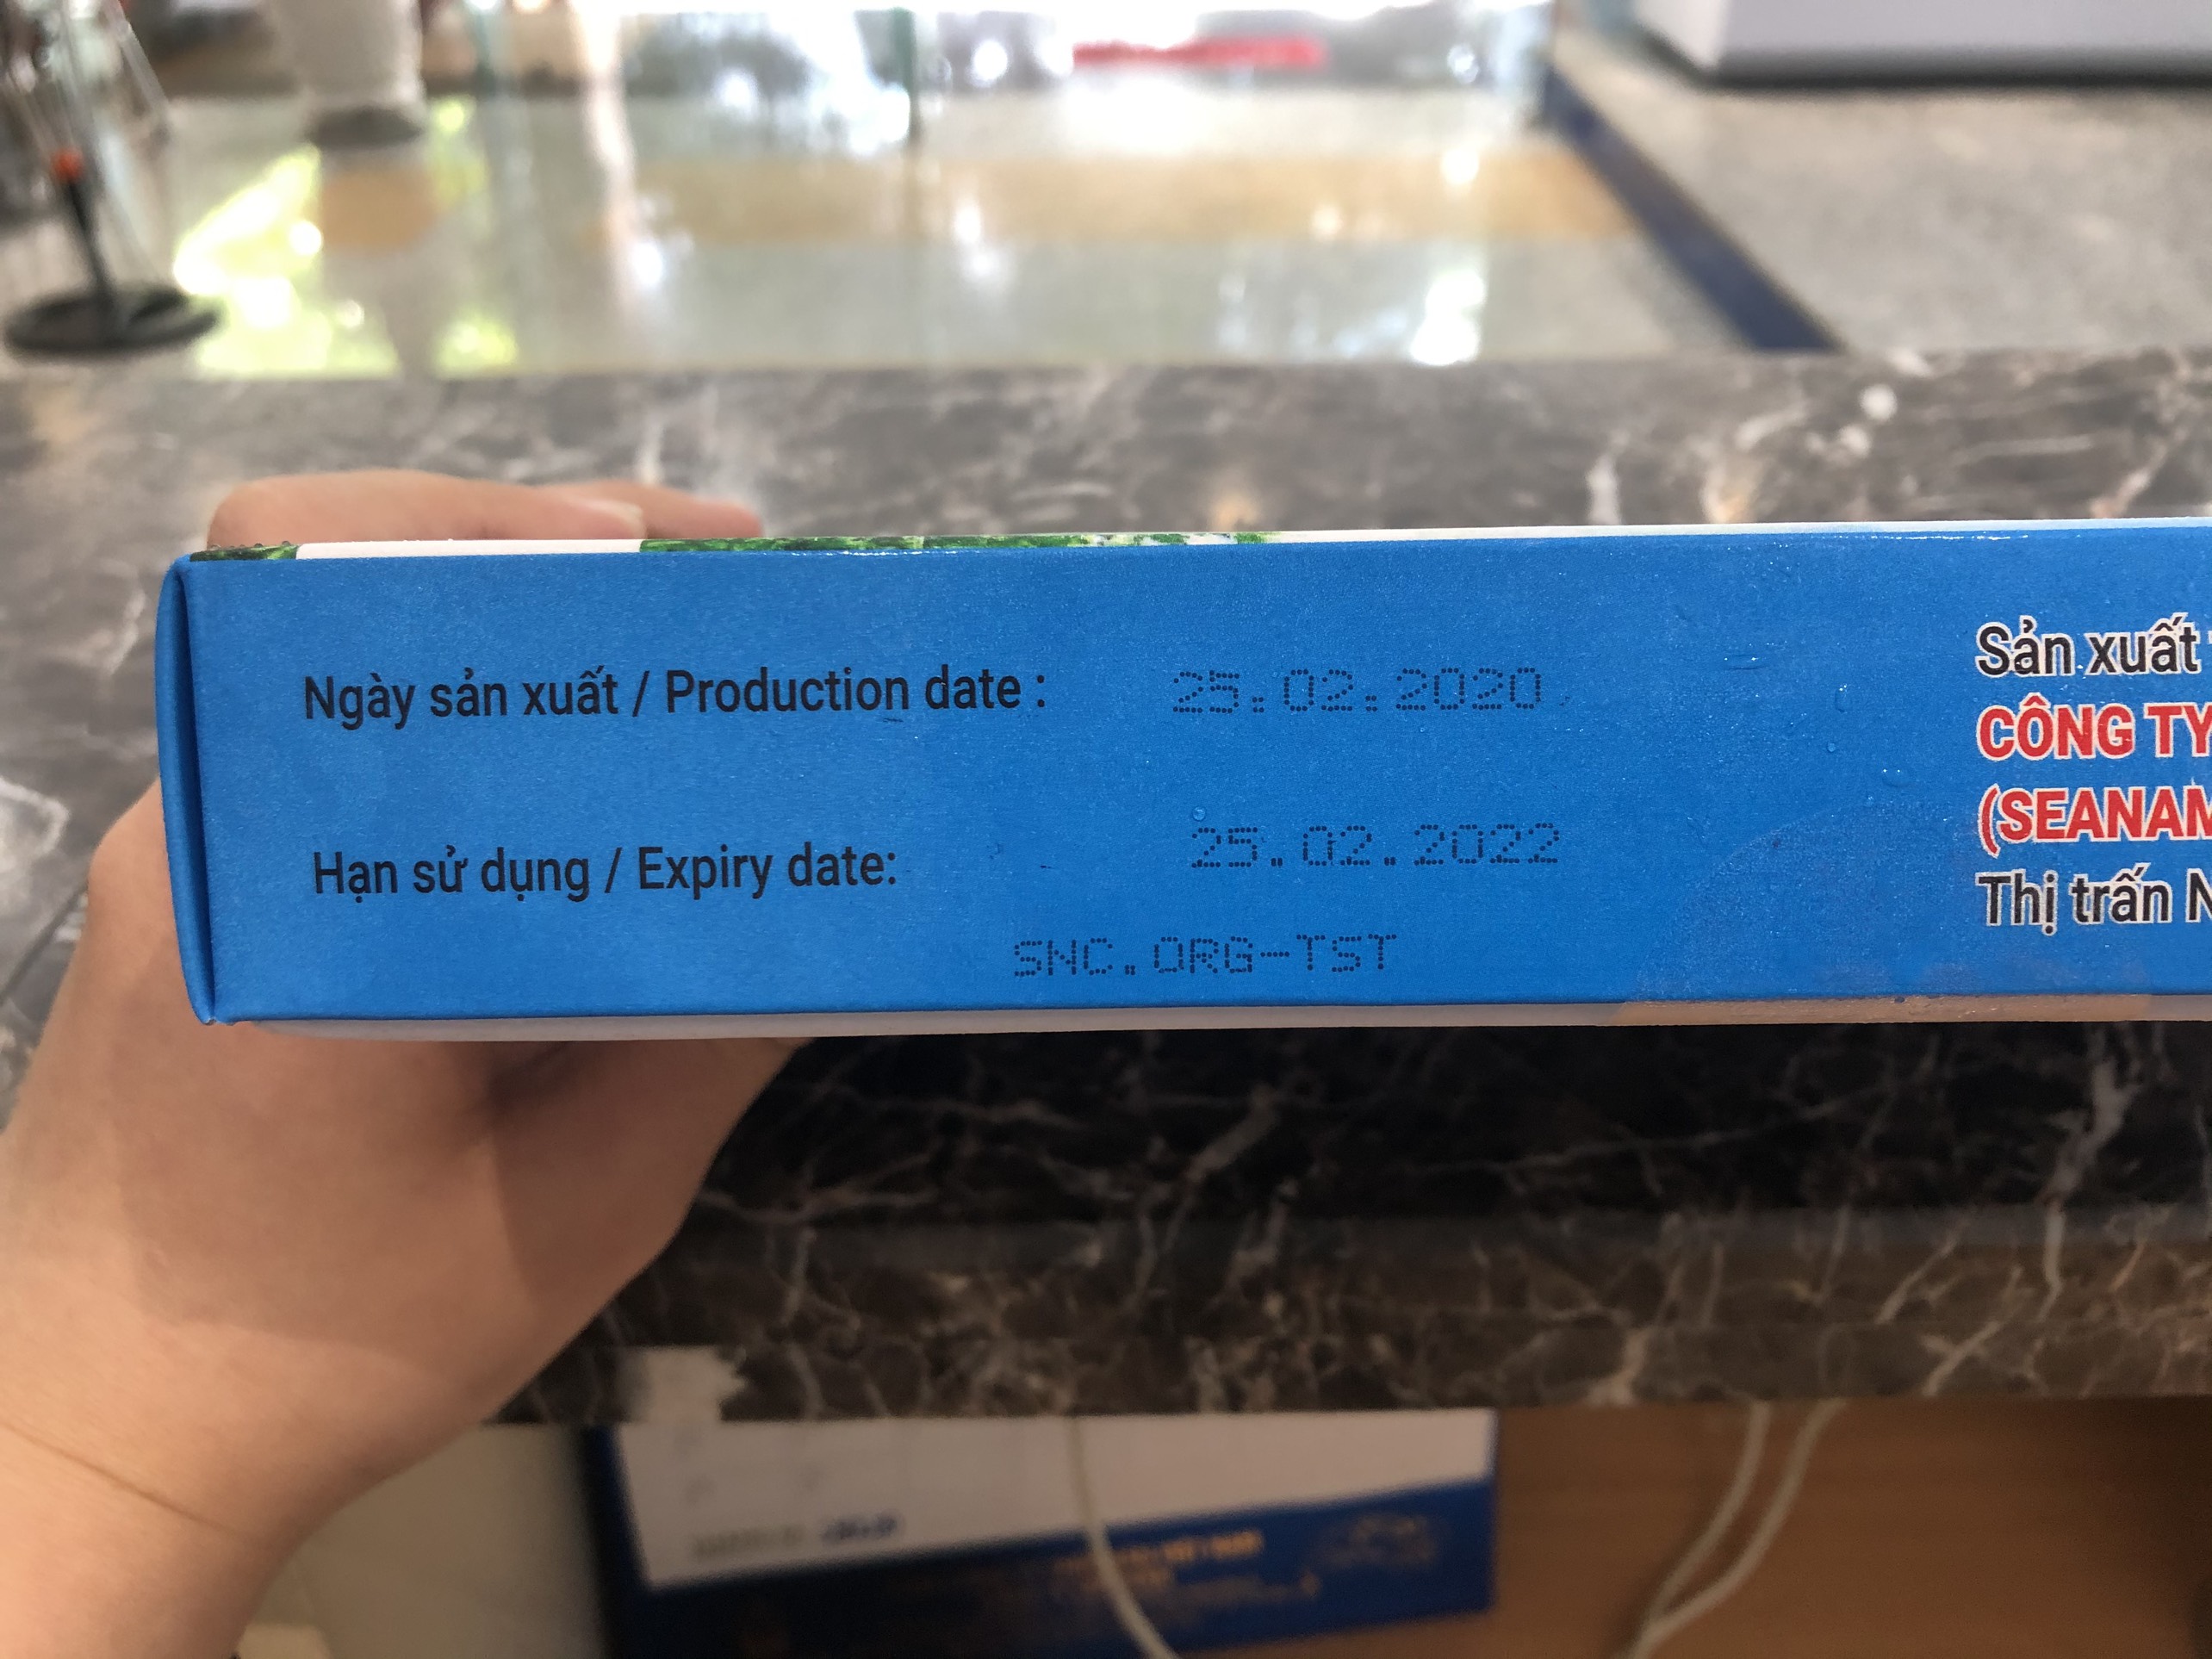 Ngày sản xuất / Production date : 25.02.2020
Hạn sử dụng / Expiry date: 25.02.2022
SNC.ORG-TST
Sản xuất
CÔNG TY
(SEANAM
Thị trấn N